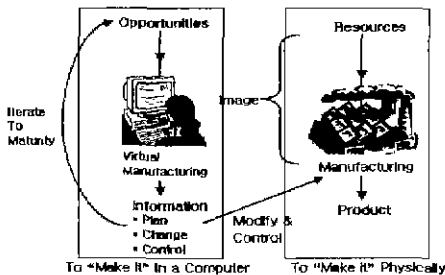 Opportunities
Iterate
To
Maturity
Virtual
Manufacturing
Information
• Plan
• Change
• Control
To "Make It" In a Computer
Image
Modify &
Control
Resources
Manufacturing
Product
To "Make it" Physically